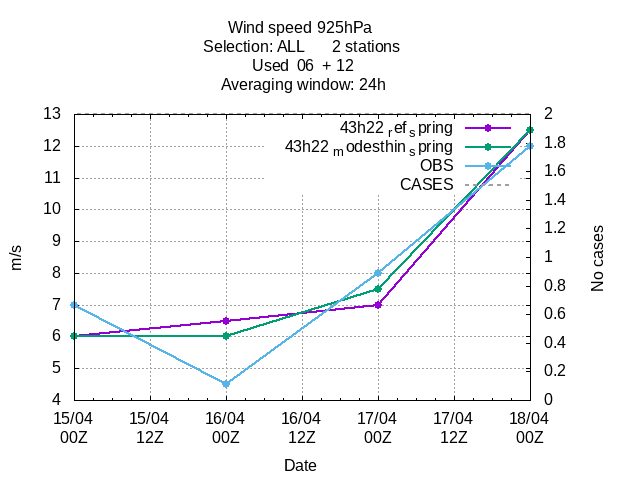 Wind speed 925hPa
Selection: ALL 2 stations
Used 06 + 12
Averaging window: 24h
43h22 refspring
43h22 modesthinspring
OBS
CASES
13
12
11
10
9
8
7
6
5
4
m/s
2
1.8
1.6
1.4
1.2
1
0.8
0.6
0.4
0.2
0
No cases
15/04 15/04 16/04 16/04 17/04 17/04 18/04
00Z 12Z 00Z 12Z 00Z 12Z 00Z
Date